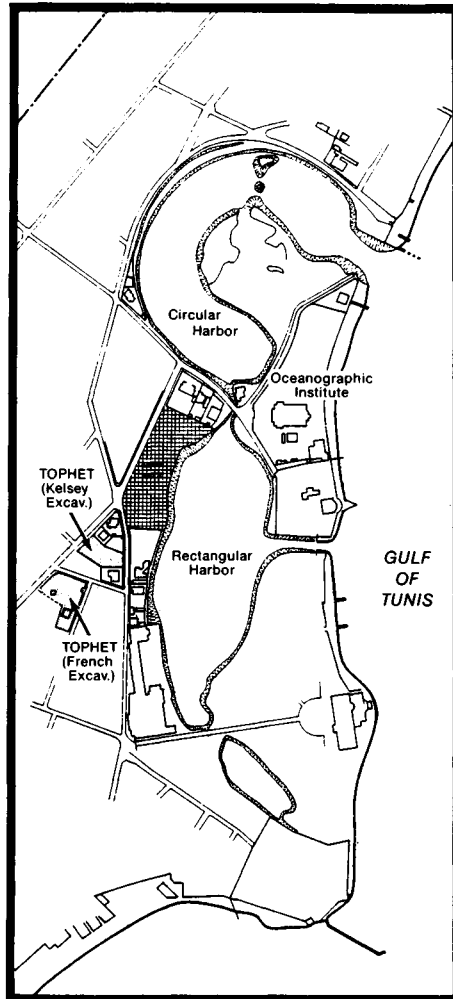 Circular
Harbor
Oceanographic
Institute
TOPHET
(Kelsey
Excav.)
Rectangular
Harbor
GULF
OF
TUNIS
TOPHET
(French
Excav.)